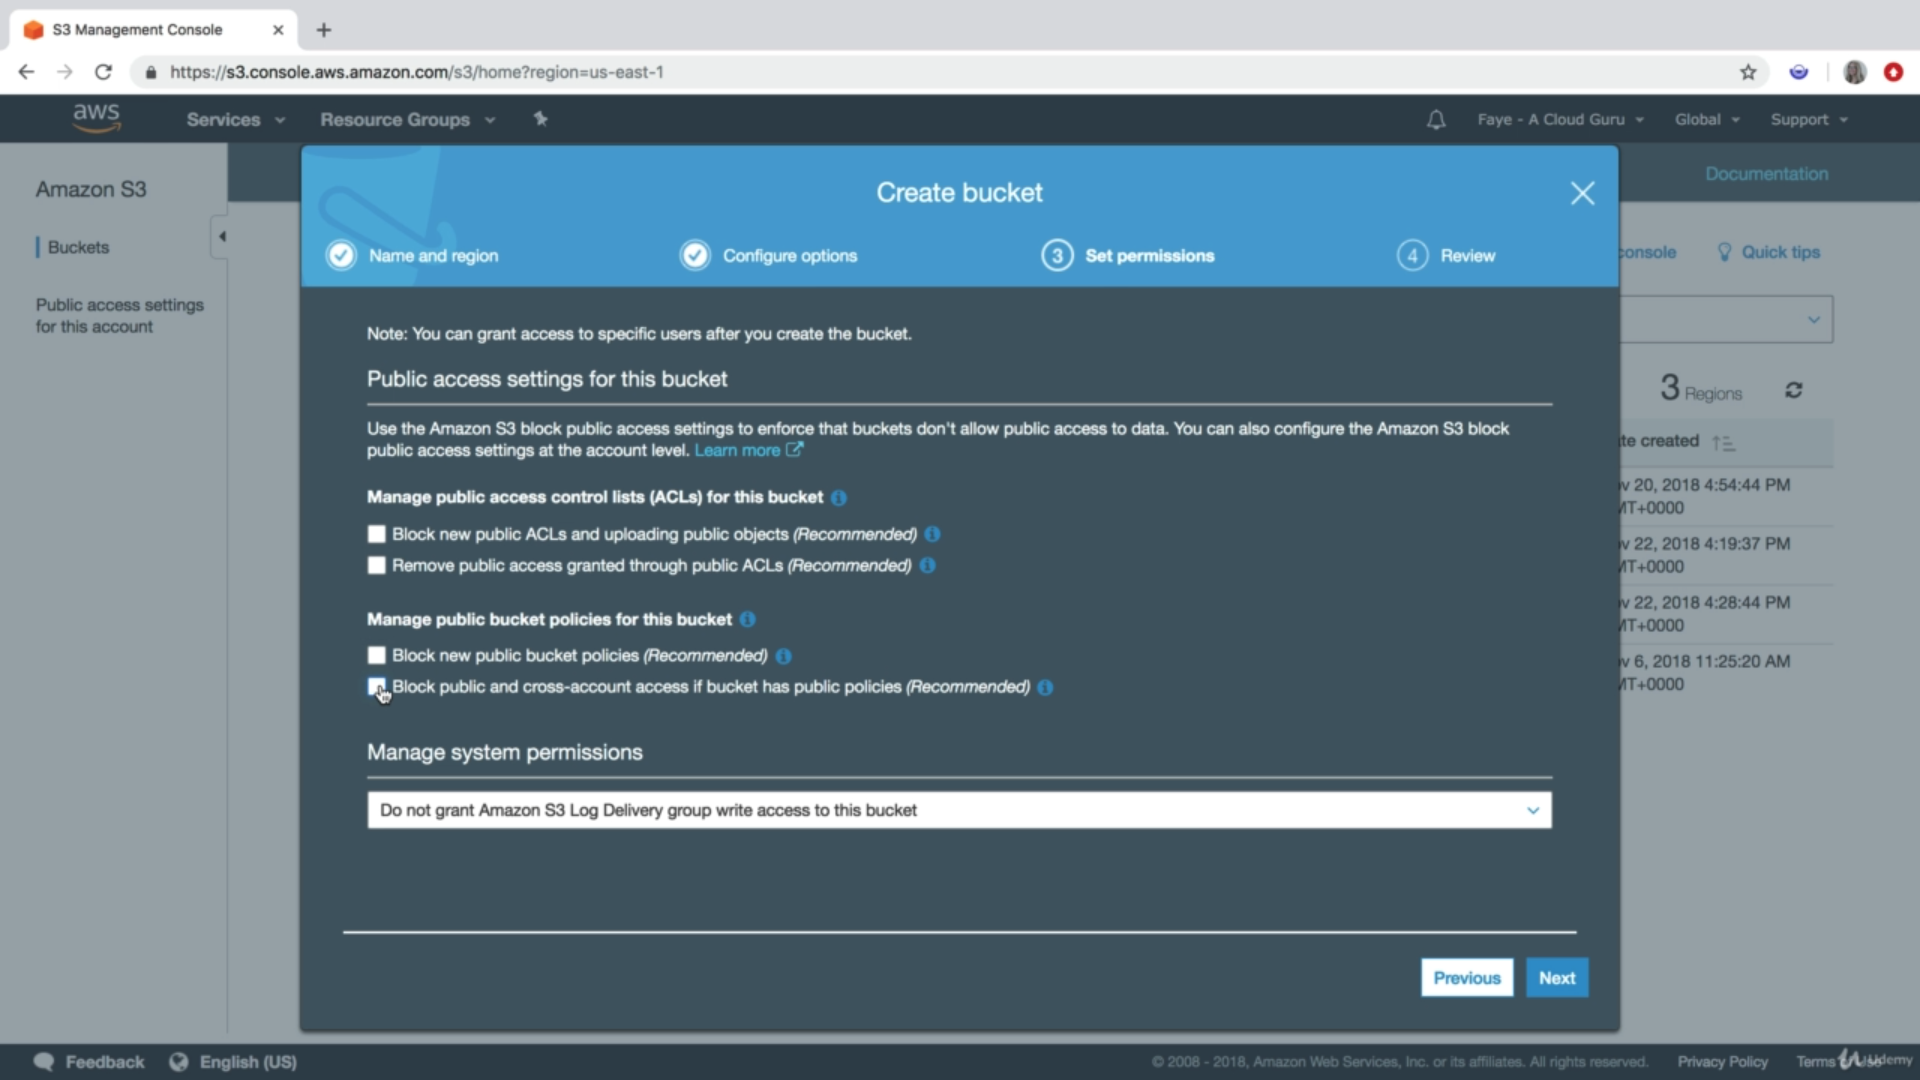 S3 Management Console
https://s3.console.aws.amazon.com/s3/home?region=us-east-1
aws
Services
Resource Groups
Faye - A Cloud Guru
Global
Support
Amazon S3
Buckets
Public access settings
for this account
Documentation
console
Quick tips
3 Regions
te created
Create bucket
Name and region
Configure options
3 Set permissions
4 Review
Note: You can grant access to specific users after you create the bucket.
Public access settings for this bucket
Use the Amazon S3 block public access settings to enforce that buckets don't allow public access to data. You can also configure the Amazon S3 block
public access settings at the account level. Learn more
Manage public access control lists (ACLs) for this bucket
Block new public ACLs and uploading public objects (Recommended)
Remove public access granted through public ACLs (Recommended)
Manage public bucket policies for this bucket
Block new public bucket policies (Recommended)
Block public and cross-account access if bucket has public policies (Recommended)
Manage system permissions
Do not grant Amazon S3 Log Delivery group write access to this bucket
Previous
Next
v 20, 2018 4:54:44 PM
MT+0000
v 22, 2018 4:19:37 PM
MT+0000
v 22, 2018 4:28:44 PM
MT+0000
v 6, 2018 11:25:20 AM
MT+0000
Feedback
English (US)
© 2008 - 2018, Amazon Web Services, Inc. or its affiliates. All rights reserved.
Privacy Policy
Terms
Udemy